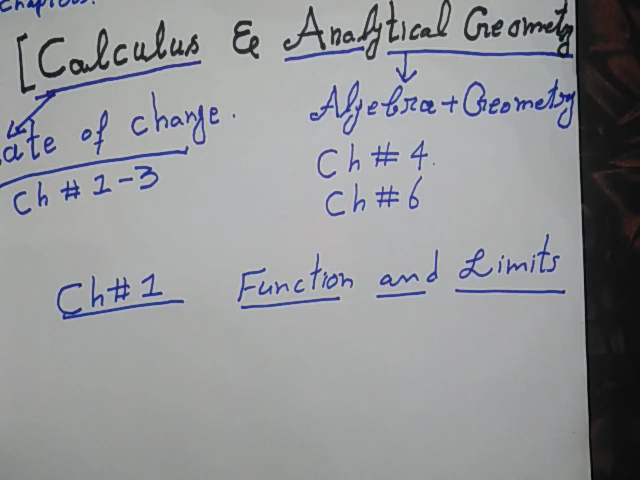 Chapters.
[Calculus & Analytical Geometry
ate of change.
Ch # 1-3
Algebra + Geometry
Ch # 4.
Ch # 6
Ch# 1 Function and Limits